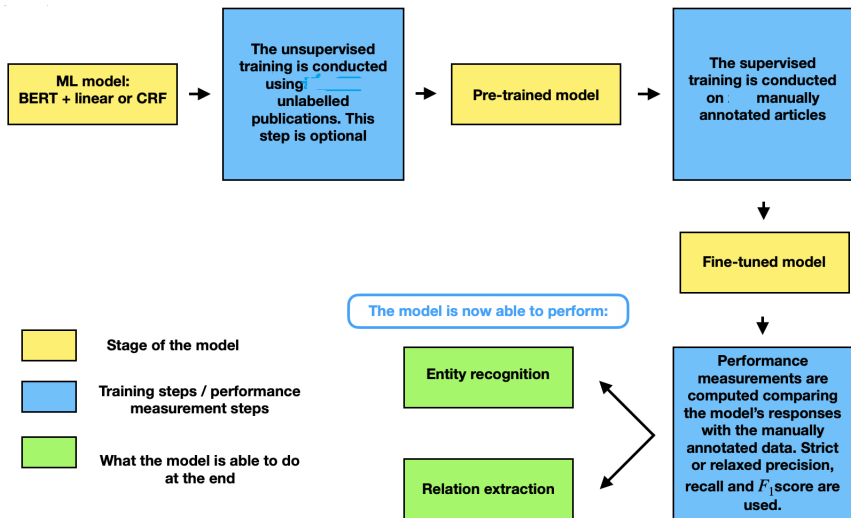 ML model:
BERT + linear or CRF
The unsupervised
training is conducted
using
unlabelled
publications. This
step is optional
Pre-trained model
The supervised
training is conducted
on manually
annotated articles
Fine-tuned model
The model is now able to perform:
Stage of the model
Training steps / performance
measurement steps
What the model is able to do
at the end
Entity recognition
Relation extraction
Performance
measurements are
computed comparing
the model's responses
with the manually
annotated data. Strict
or relaxed precision,
recall and F₁ score are
used.